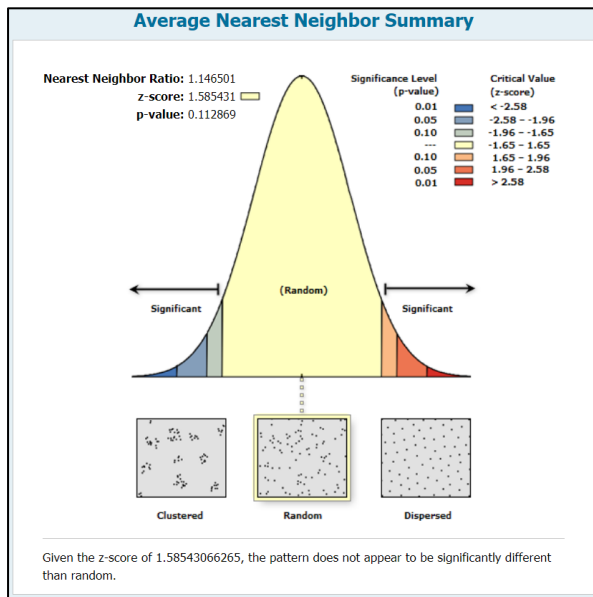 Average Nearest Neighbor Summary
Nearest Neighbor Ratio: 1.146501
z-score: 1.585431
p-value: 0.112869
Significance Level
(p-value)
Critical Value
(z-score)
0.01 < -2.58
0.05 -2.58 – -1.96
0.10 -1.96 – -1.65
--- -1.65 – 1.65
0.10 1.65 – 1.96
0.05 1.96 – 2.58
0.01 > 2.58
Significant
(Random)
Significant
Clustered
Random
Dispersed
Given the z-score of 1.58543066265, the pattern does not appear to be significantly different
than random.